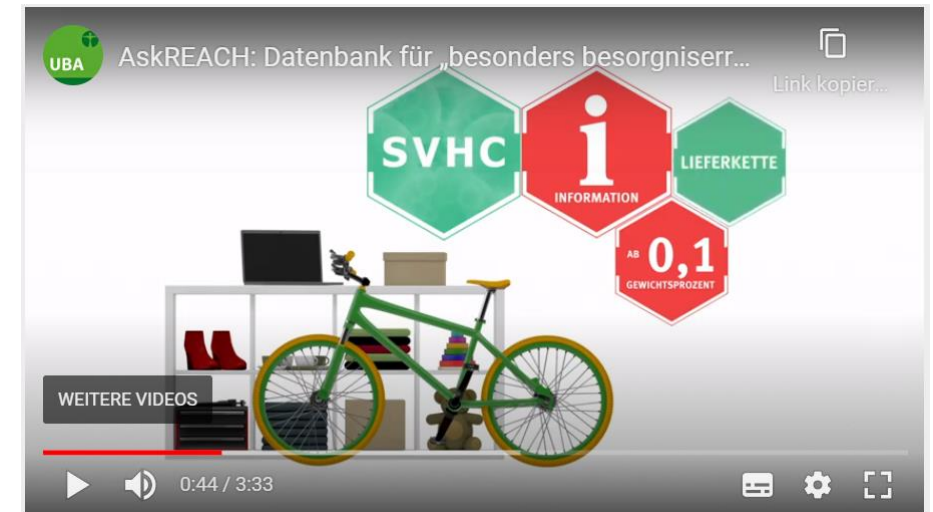 UBA
AskREACH: Datenbank für „besonders besorgniserr...
Link kopier...
SVHC
i
INFORMATION
LIEFERKETTE
AB 0,1
GEWICHTSPROZENT
WEITERE VIDEOS
0:44 / 3:33